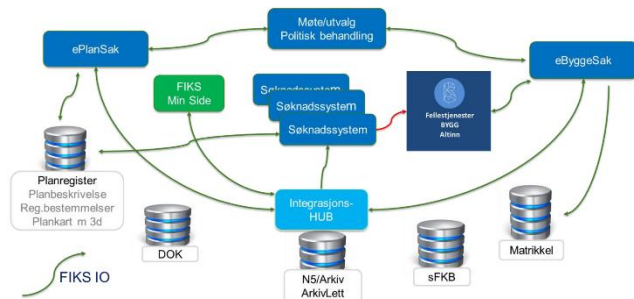 Møte/utvalg
Politisk behandling
ePlanSak
eByggeSak
FIKS
Min Side
Søknadssystem
Søknadssystem
Søknadssystem
Fellestjenester
BYGG
Altinn
Planregister
Planbeskrivelse
Reg.bestemmelser
Plankart m 3d
Integrasjons-
HUB
DOK
N5/Arkiv
ArkivLett
sFKB
Matrikkel
FIKS IO